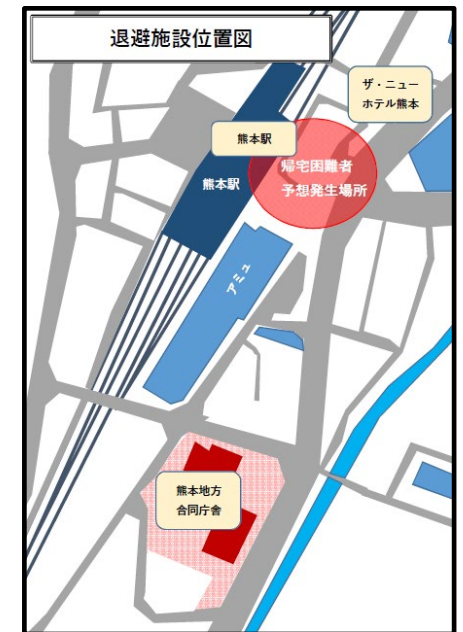 退避施設位置図
ザ・ニュー
ホテル熊本
熊本駅
帰宅困難者
予想発生場所
熊本駅
アミュ
熊本地方
合同庁舎